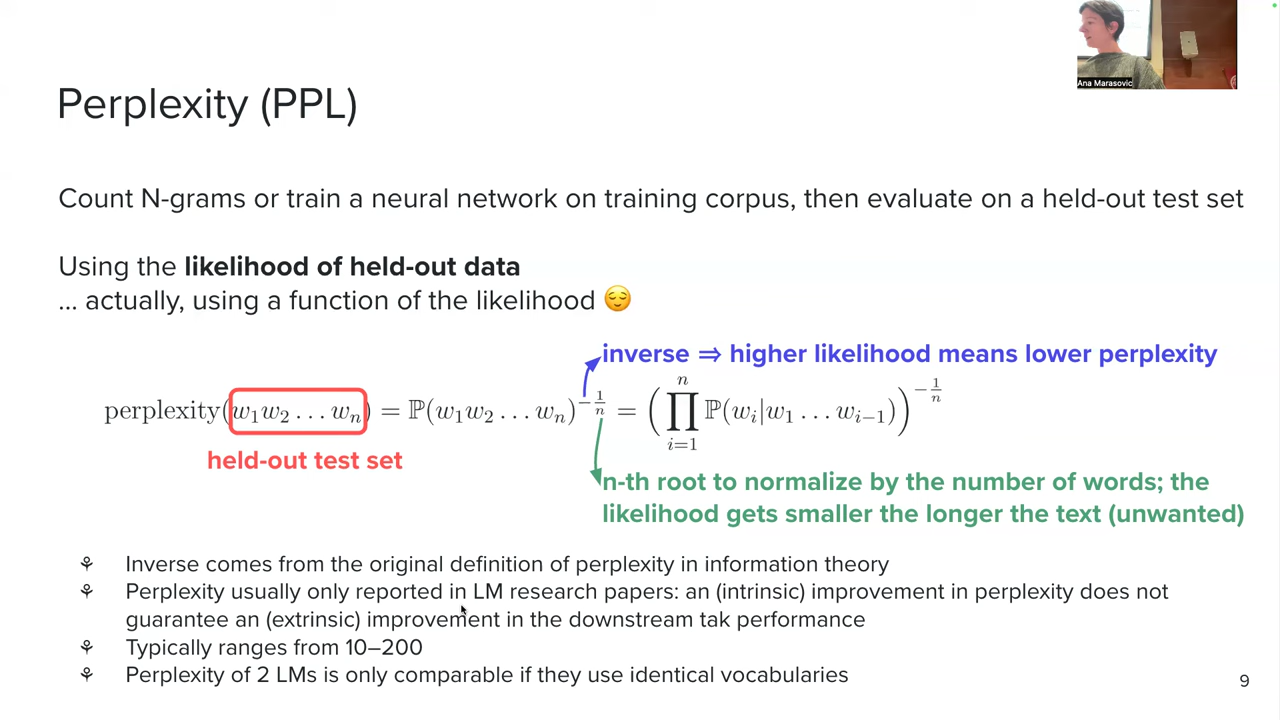 Ana Marasovic
Perplexity (PPL)
Count N-grams or train a neural network on training corpus, then evaluate on a held-out test set
Using the likelihood of held-out data
... actually, using a function of the likelihood 😌
inverse ⇒ higher likelihood means lower perplexity
perplexity(w₁w₂ … wₙ) = ℙ(w₁w₂ … wₙ)^{-1/n} = (∏_{i=1}^{n} ℙ(wᵢ|w₁ … wᵢ₋₁))^{-1/n}
held-out test set
n-th root to normalize by the number of words; the
likelihood gets smaller the longer the text (unwanted)
⚘ Inverse comes from the original definition of perplexity in information theory
⚘ Perplexity usually only reported in LM research papers: an (intrinsic) improvement in perplexity does not
guarantee an (extrinsic) improvement in the downstream tak performance
⚘ Typically ranges from 10–200
⚘ Perplexity of 2 LMs is only comparable if they use identical vocabularies
9